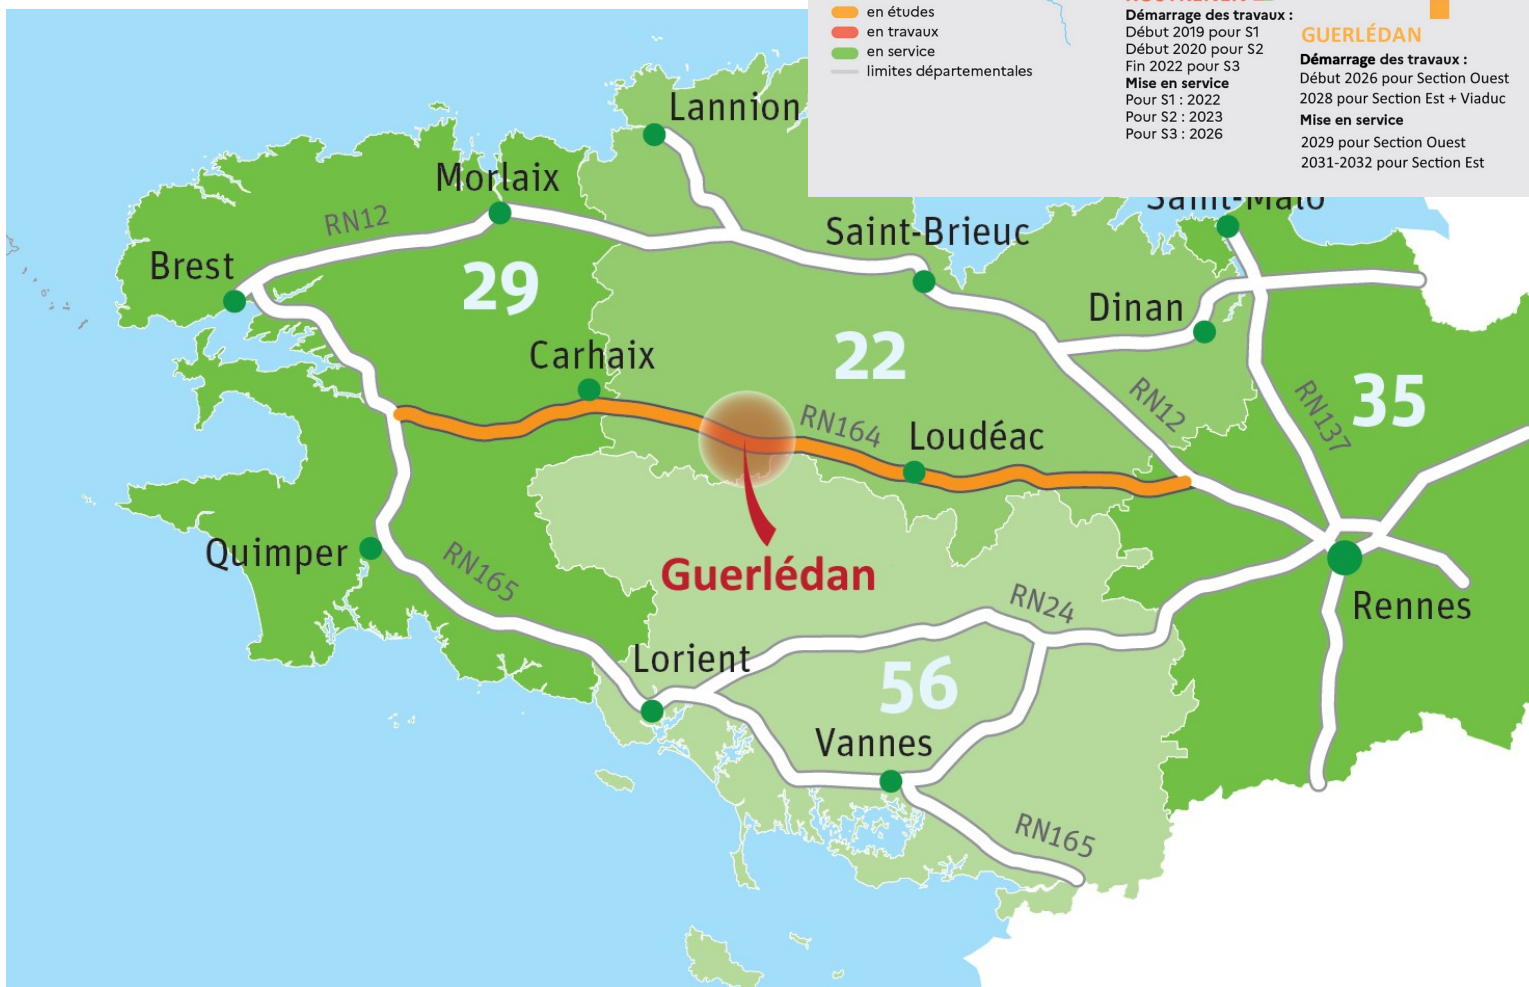 en études
en travaux
en service
limites départementales
Démarrage des travaux :
Début 2019 pour S1
Début 2020 pour S2
Fin 2022 pour S3
Mise en service
Pour S1 : 2022
Pour S2 : 2023
Pour S3 : 2026
GUERLÉDAN
Démarrage des travaux :
Début 2026 pour Section Ouest
2028 pour Section Est + Viaduc
Mise en service
2029 pour Section Ouest
2031-2032 pour Section Est
Lannion
Morlaix
Saint-Malo
RN12
Saint-Brieuc
Brest
29
Dinan
22
Carhaix
RN12
RN137
35
RN164
Loudéac
Quimper
RN165
Guerlédan
RN24
Rennes
Lorient
56
Vannes
RN165